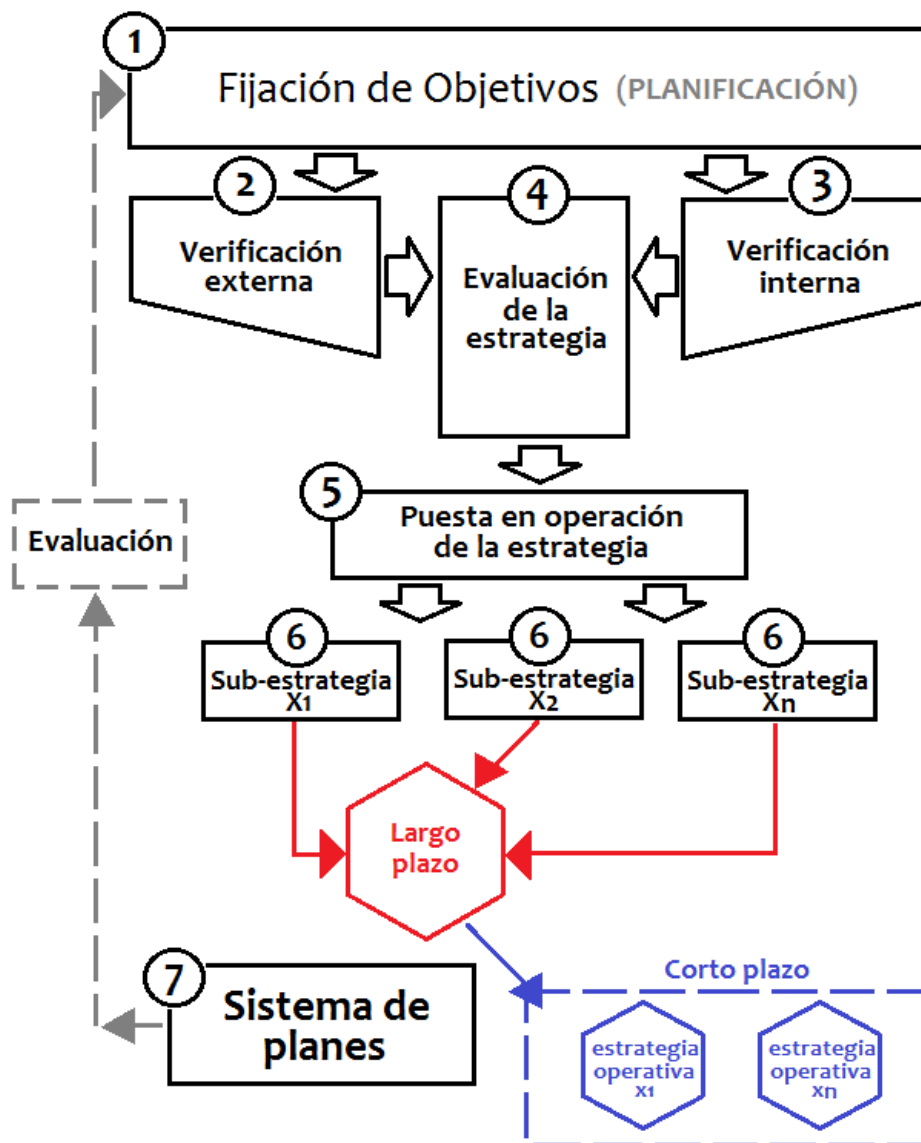 1
Fijación de Objetivos (PLANIFICACIÓN)
2
Verificación
externa
4
Evaluación
de la
estrategia
3
Verificación
interna
5
Puesta en operación
de la estrategia
Evaluación
6
Sub-estrategia
X1
6
Sub-estrategia
X2
6
Sub-estrategia
Xn
Largo
plazo
7
Sistema de
planes
Corto plazo
estrategia
operativa
x1
estrategia
operativa
xn